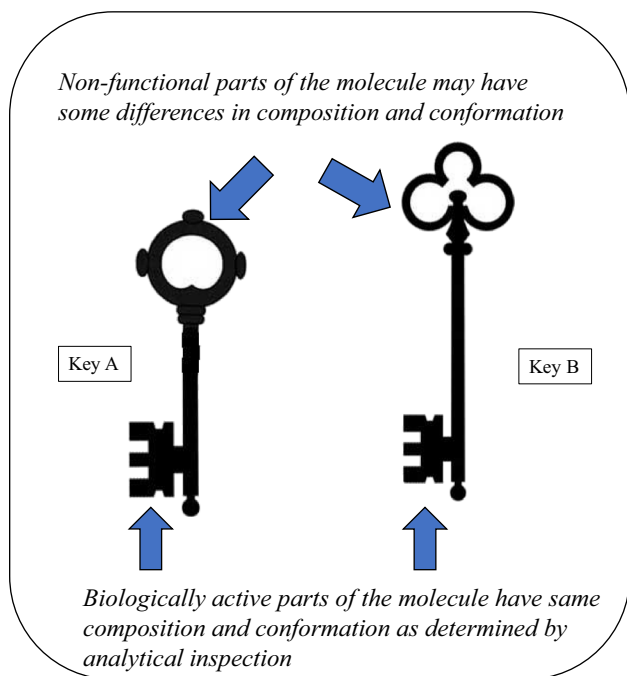 Non-functional parts of the molecule may have
some differences in composition and conformation
Key A
Key B
Biologically active parts of the molecule have same
composition and conformation as determined by
analytical inspection